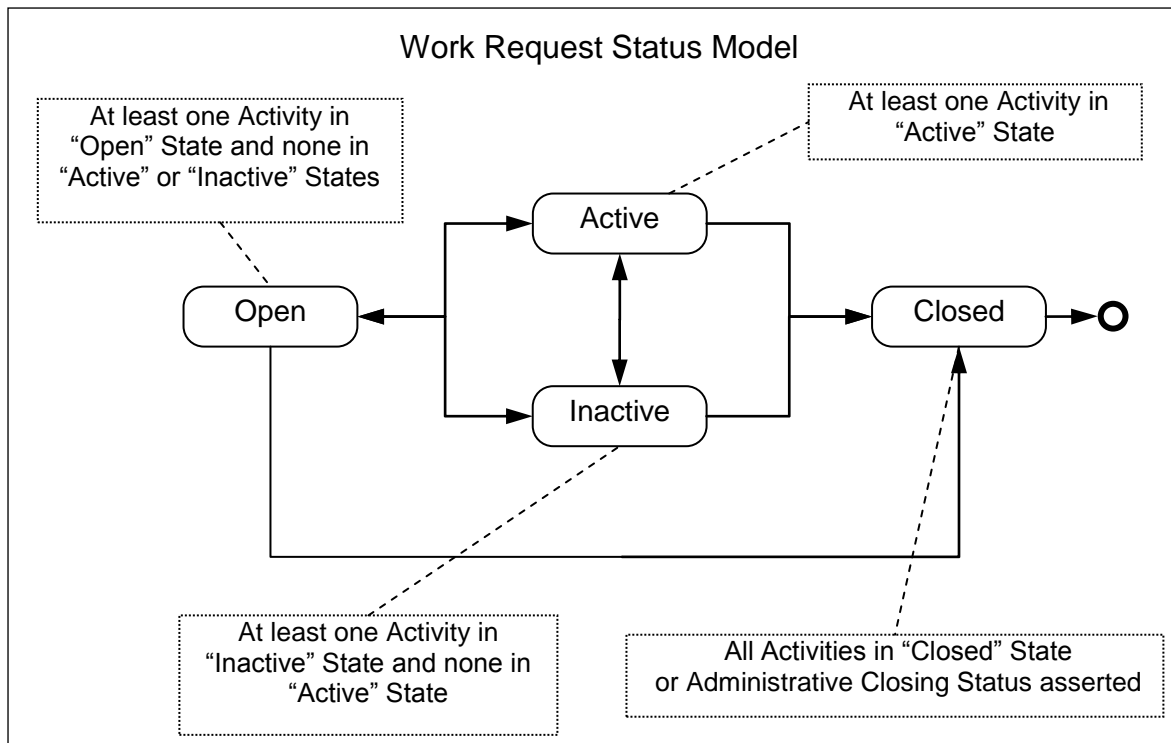 Work Request Status Model
At least one Activity in
“Open” State and none in
“Active” or “Inactive” States
At least one Activity in
“Active” State
Active
Open
Closed
Inactive
At least one Activity in
“Inactive” State and none in
“Active” State
All Activities in “Closed” State
or Administrative Closing Status asserted